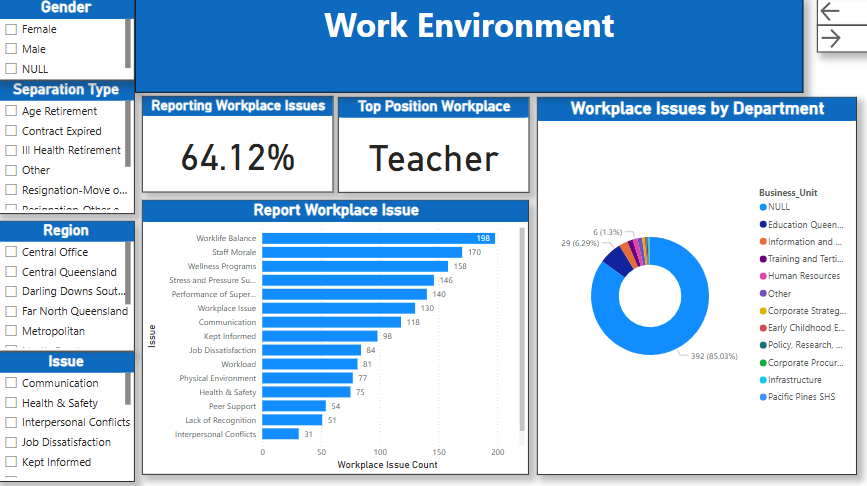 Gender
Female
Male
NULL
Separation Type
Age Retirement
Contract Expired
Ill Health Retirement
Other
Resignation-Move o...
Resignation-Other e...
Region
Central Office
Central Queensland
Darling Downs Sout...
Far North Queensland
Metropolitan
Issue
Communication
Health & Safety
Interpersonal Conflicts
Job Dissatisfaction
Kept Informed
Work Environment
Reporting Workplace Issues
64.12%
Top Position Workplace
Teacher
Report Workplace Issue
Issue
Worklife Balance 198
Staff Morale 170
Wellness Programs 158
Stress and Pressure Su... 146
Performance of Super... 140
Workplace Issue 130
Communication 118
Kept Informed 98
Job Dissatisfaction 84
Workload 81
Physical Environment 77
Health & Safety 75
Peer Support 54
Lack of Recognition 51
Interpersonal Conflicts 31
0 50 100 150 200
Workplace Issue Count
Workplace Issues by Department
6 (1.3%)
29 (6.29%)
392 (85.03%)
Business_Unit
NULL
Education Queen...
Information and ...
Training and Terti...
Human Resources
Other
Corporate Strateg...
Early Childhood E...
Policy, Research, ...
Corporate Procur...
Infrastructure
Pacific Pines SHS